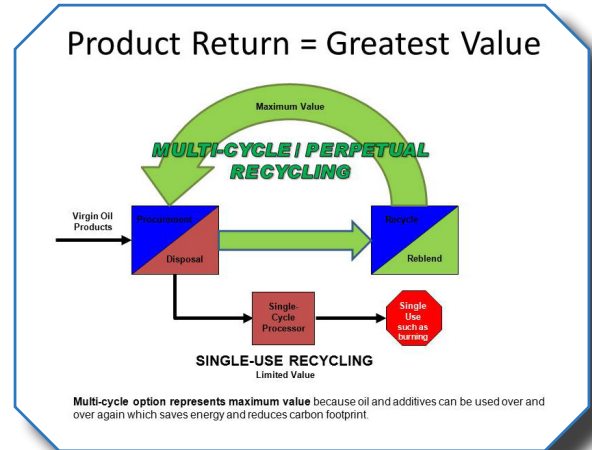 Product Return = Greatest Value
Maximum Value
MULTI-CYCLE / PERPETUAL
RECYCLING
Virgin Oil
Products
Procurement
Disposal
Recycle
Reblend
Single-
Cycle
Processor
Single
Use
such as
burning
SINGLE-USE RECYCLING
Limited Value
Multi-cycle option represents maximum value because oil and additives can be used over and
over again which saves energy and reduces carbon footprint.